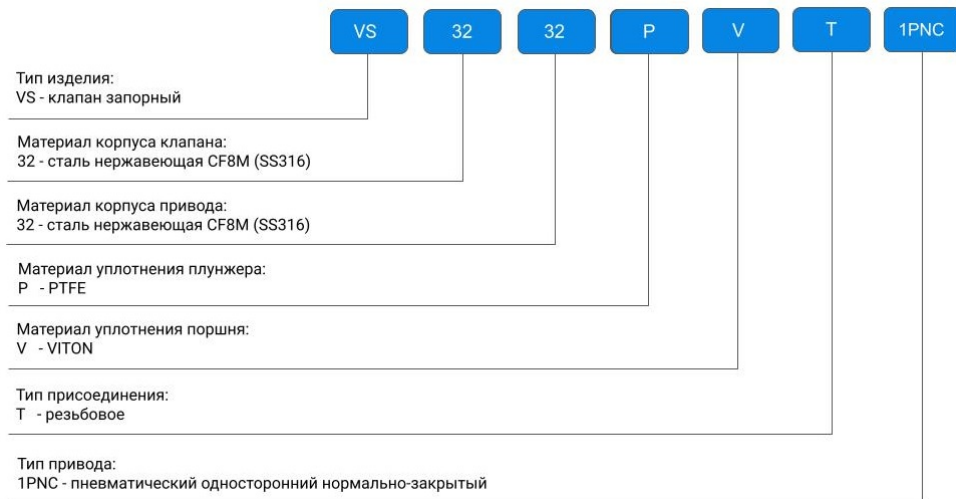 VS 32 32 P V T 1PNC
Тип изделия:
VS - клапан запорный
Материал корпуса клапана:
32 - сталь нержавеющая CF8M (SS316)
Материал корпуса привода:
32 - сталь нержавеющая CF8M (SS316)
Материал уплотнения плунжера:
P - PTFE
Материал уплотнения поршня:
V - VITON
Тип присоединения:
T - резьбовое
Тип привода:
1PNC - пневматический односторонний нормально-закрытый